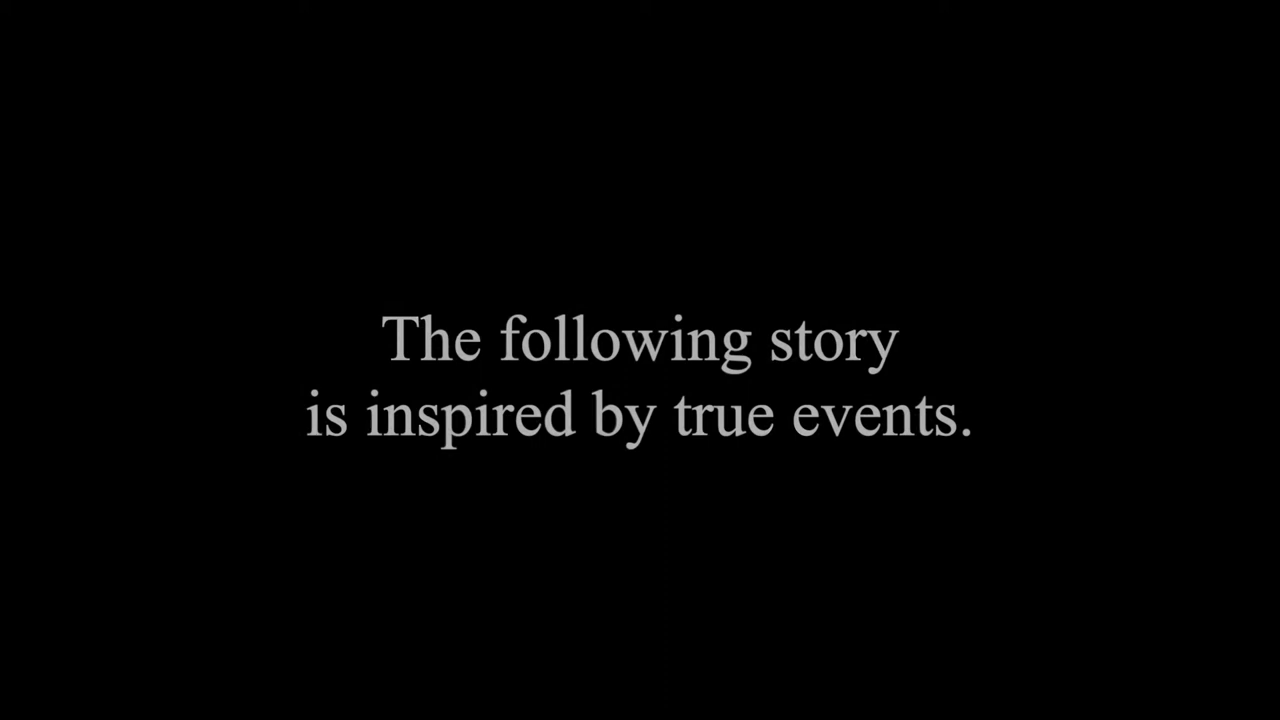 The following story
is inspired by true events.